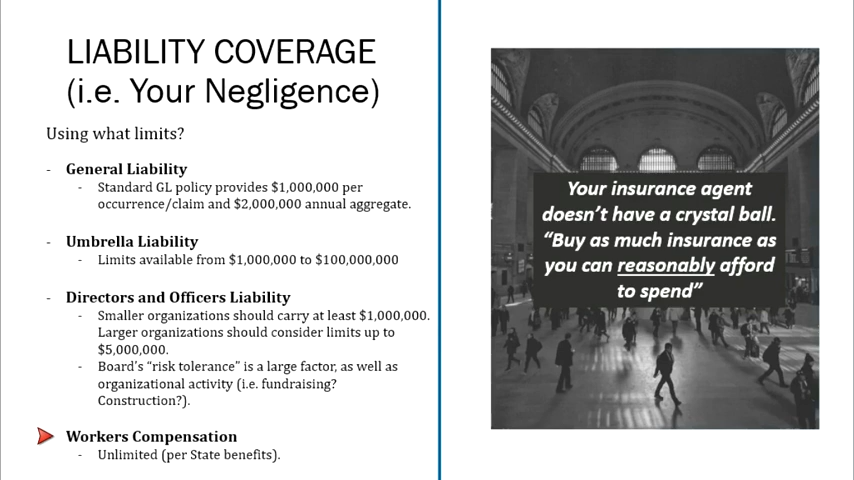 LIABILITY COVERAGE
(i.e. Your Negligence)
Using what limits?
- General Liability
- Standard GL policy provides $1,000,000 per
occurrence/claim and $2,000,000 annual aggregate.
- Umbrella Liability
- Limits available from $1,000,000 to $100,000,000
- Directors and Officers Liability
- Smaller organizations should carry at least $1,000,000.
Larger organizations should consider limits up to
$5,000,000.
- Board's “risk tolerance” is a large factor, as well as
organizational activity (i.e. fundraising?
Construction?).
Workers Compensation
- Unlimited (per State benefits).
Your insurance agent
doesn't have a crystal ball.
“Buy as much insurance as
you can reasonably afford
to spend”